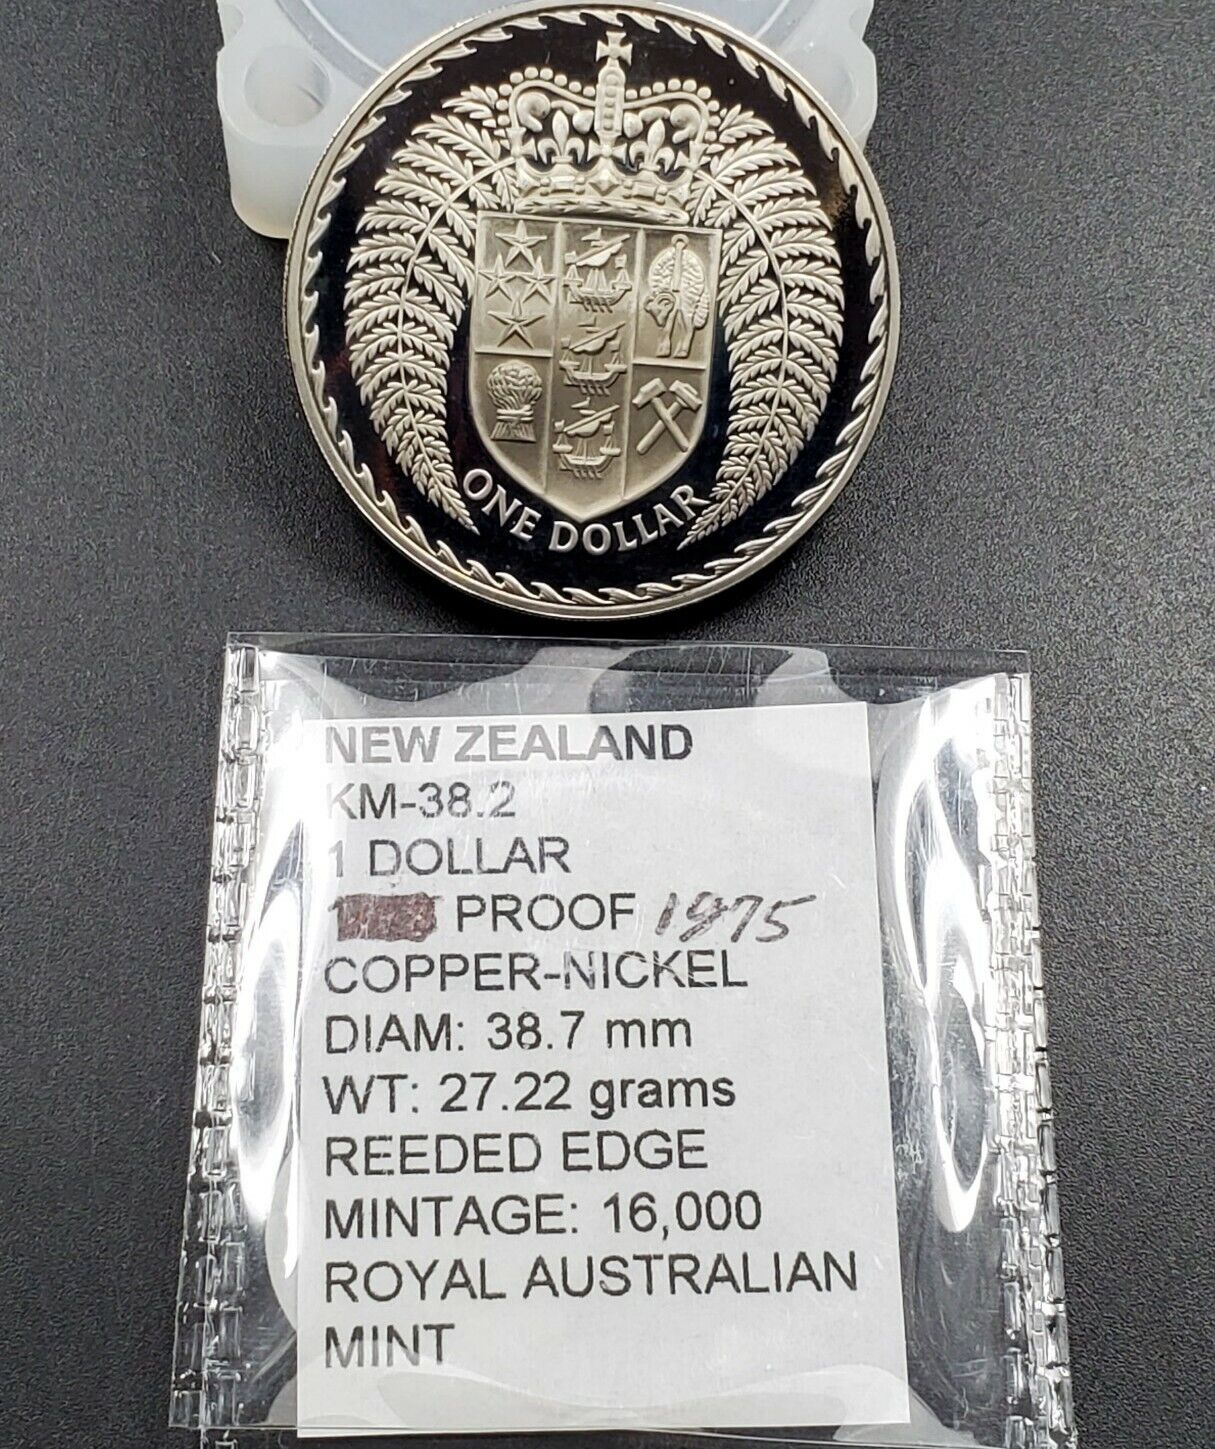 ONE DOLLAR
NEW ZEALAND
KM-38.2
1 DOLLAR
PROOF 1975
COPPER-NICKEL
DIAM: 38.7 mm
WT: 27.22 grams
REEDED EDGE
MINTAGE: 16,000
ROYAL AUSTRALIAN
MINT